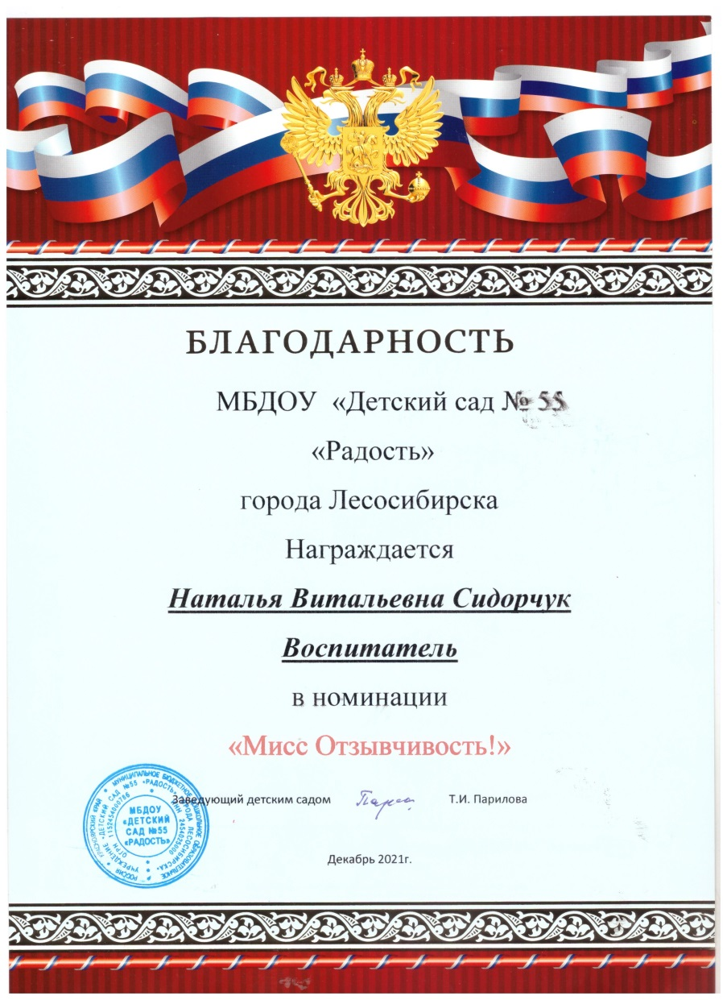 БЛАГОДАРНОСТЬ
МБДОУ «Детский сад № 55
«Радость»
города Лесосибирска
Награждается
Наталья Витальевна Сидорчук
Воспитатель
в номинации
«Мисс Отзывчивость!»
Заведующий детским садом
Т.И. Парилова
Декабрь 2021г.
МБДОУ
«ДЕТСКИЙ
САД №55
«РАДОСТЬ»